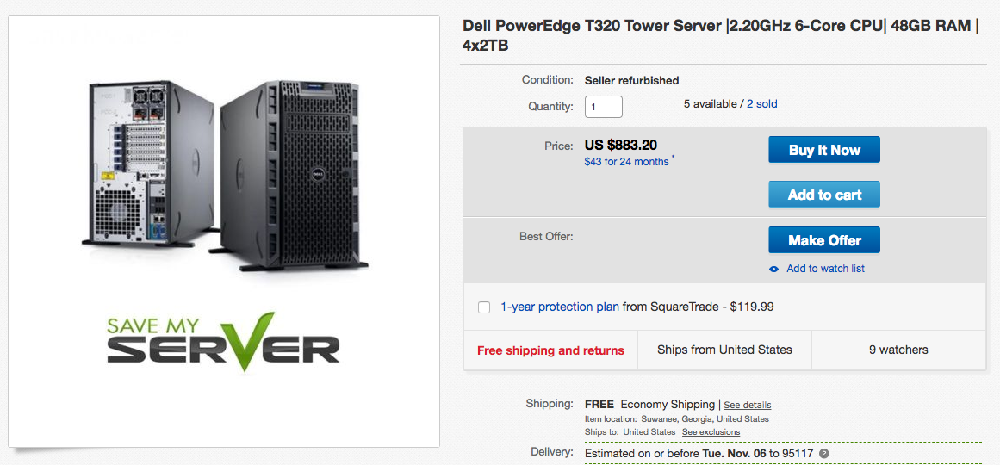 Dell PowerEdge T320 Tower Server |2.20GHz 6-Core CPU| 48GB RAM |
4x2TB
Condition: Seller refurbished
Quantity: 1 5 available / 2 sold
Price: US $883.20 Buy It Now
$43 for 24 months *
Add to cart
Best Offer: Make Offer
Add to watch list
1-year protection plan from SquareTrade - $119.99
Free shipping and returns Ships from United States 9 watchers
Shipping: FREE Economy Shipping | See details
Item location: Suwanee, Georgia, United States
Ships to: United States See exclusions
Delivery: Estimated on or before Tue. Nov. 06 to 95117 ?
DELL
SAVE MY
SERVER